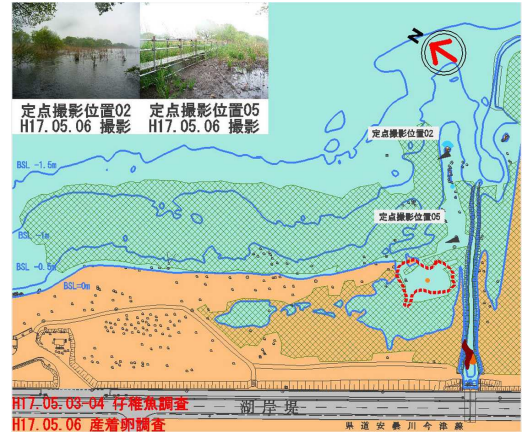 定点撮影位置02
H17.05.06 撮影
定点撮影位置05
H17.05.06 撮影
N
定点撮影位置02
定点撮影位置05
BSL -1.5m
BSL -1m
BSL -0.5m
BSL=0m
H17.05.03-04 仔稚魚調査
H17.05.06 産着卵調査
湖岸堤
県道安曇川今津線